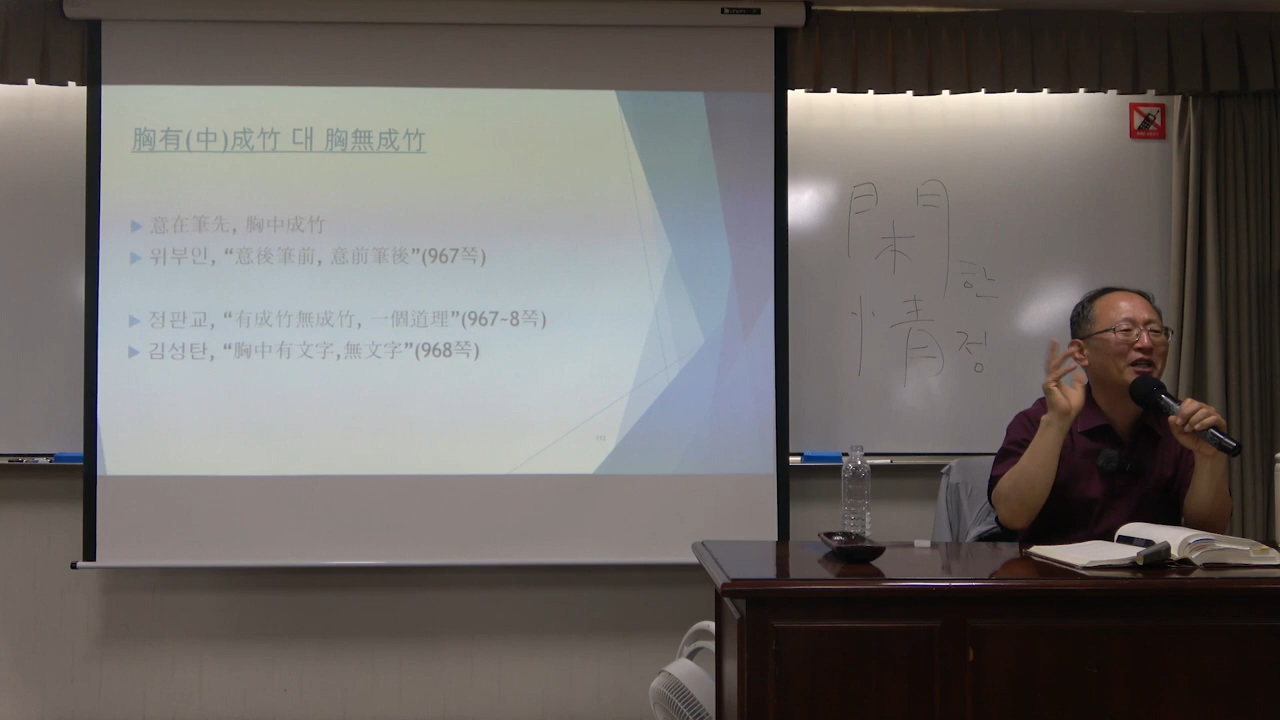 胸有(中)成竹 대 胸無成竹
意在筆先, 胸中成竹
위부인, “意後筆前, 意前筆後”(967쪽)
정판교, “有成竹無成竹, 一個道理”(967~8쪽)
김성탄, “胸中有文字,無文字”(968쪽)
閑 한
情 정